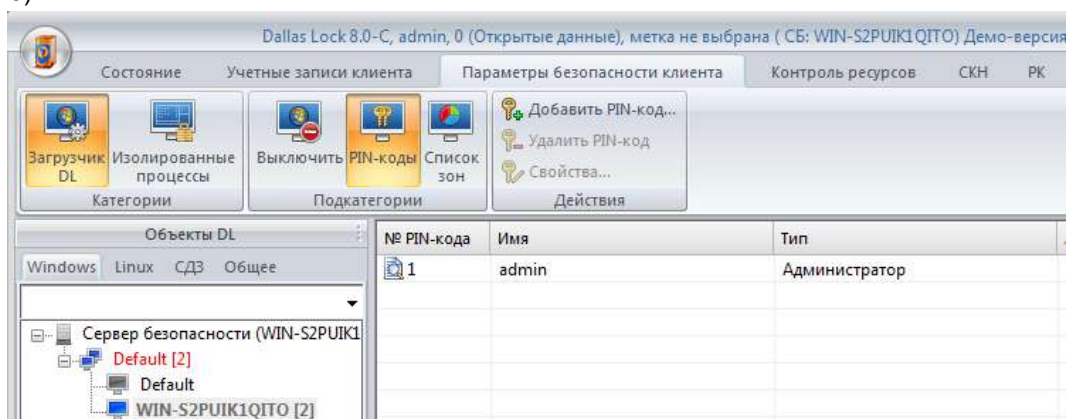 Dallas Lock 8.0-C, admin, 0 (Открытые данные), метка не выбрана ( СБ: WIN-S2PUIK1QITO) Демо-версия
Состояние Учетные записи клиента Параметры безопасности клиента Контроль ресурсов СКН РК
Загрузчик DL Изолированные процессы Выключить PIN-коды Список зон
Добавить PIN-код...
Удалить PIN-код
Свойства...
Категории Подкатегории Действия
Объекты DL
Windows Linux СДЗ Общее
№ PIN-кода Имя Тип
1 admin Администратор
Сервер безопасности (WIN-S2PUIK1
Default [2]
Default
WIN-S2PUIK1QITO [2]